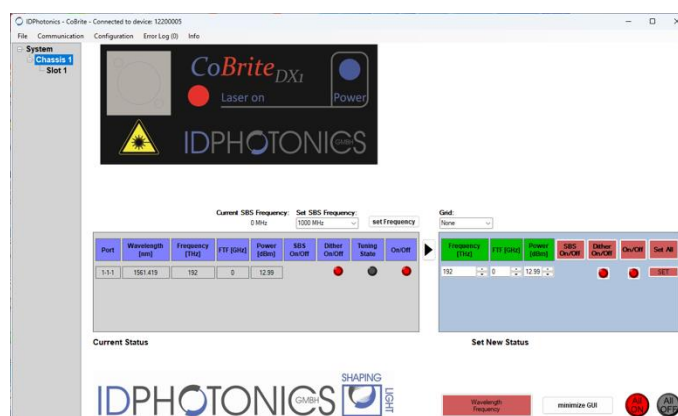 IDPhotonics - CoBrite - Connected to device: 12200005
File Communication Configuration Error Log (0) Info
System
Chassis 1
Slot 1
CoBrite DX1
Laser on
Power
IDPHOTONICS GMBH
Current SBS Frequency: Set SBS Frequency: Grid:
0 MHz 1000 MHz set Frequency None
Port Wavelength [nm] Frequency [THz] FTF [GHz] Power [dBm] SBS On/Off Dither On/Off Tuning State On/Off
1-1-1 1561.419 192 0 12.99
Frequency [THz] FTF [GHz] Power [dBm] SBS On/Off Dither On/Off On/Off Set All
192 0 12.99 SET
Current Status Set New Status
IDPHOTONICS GMBH SHAPING LIGHT
Wavelength
Frequency
minimize GUI
All ON
All OFF